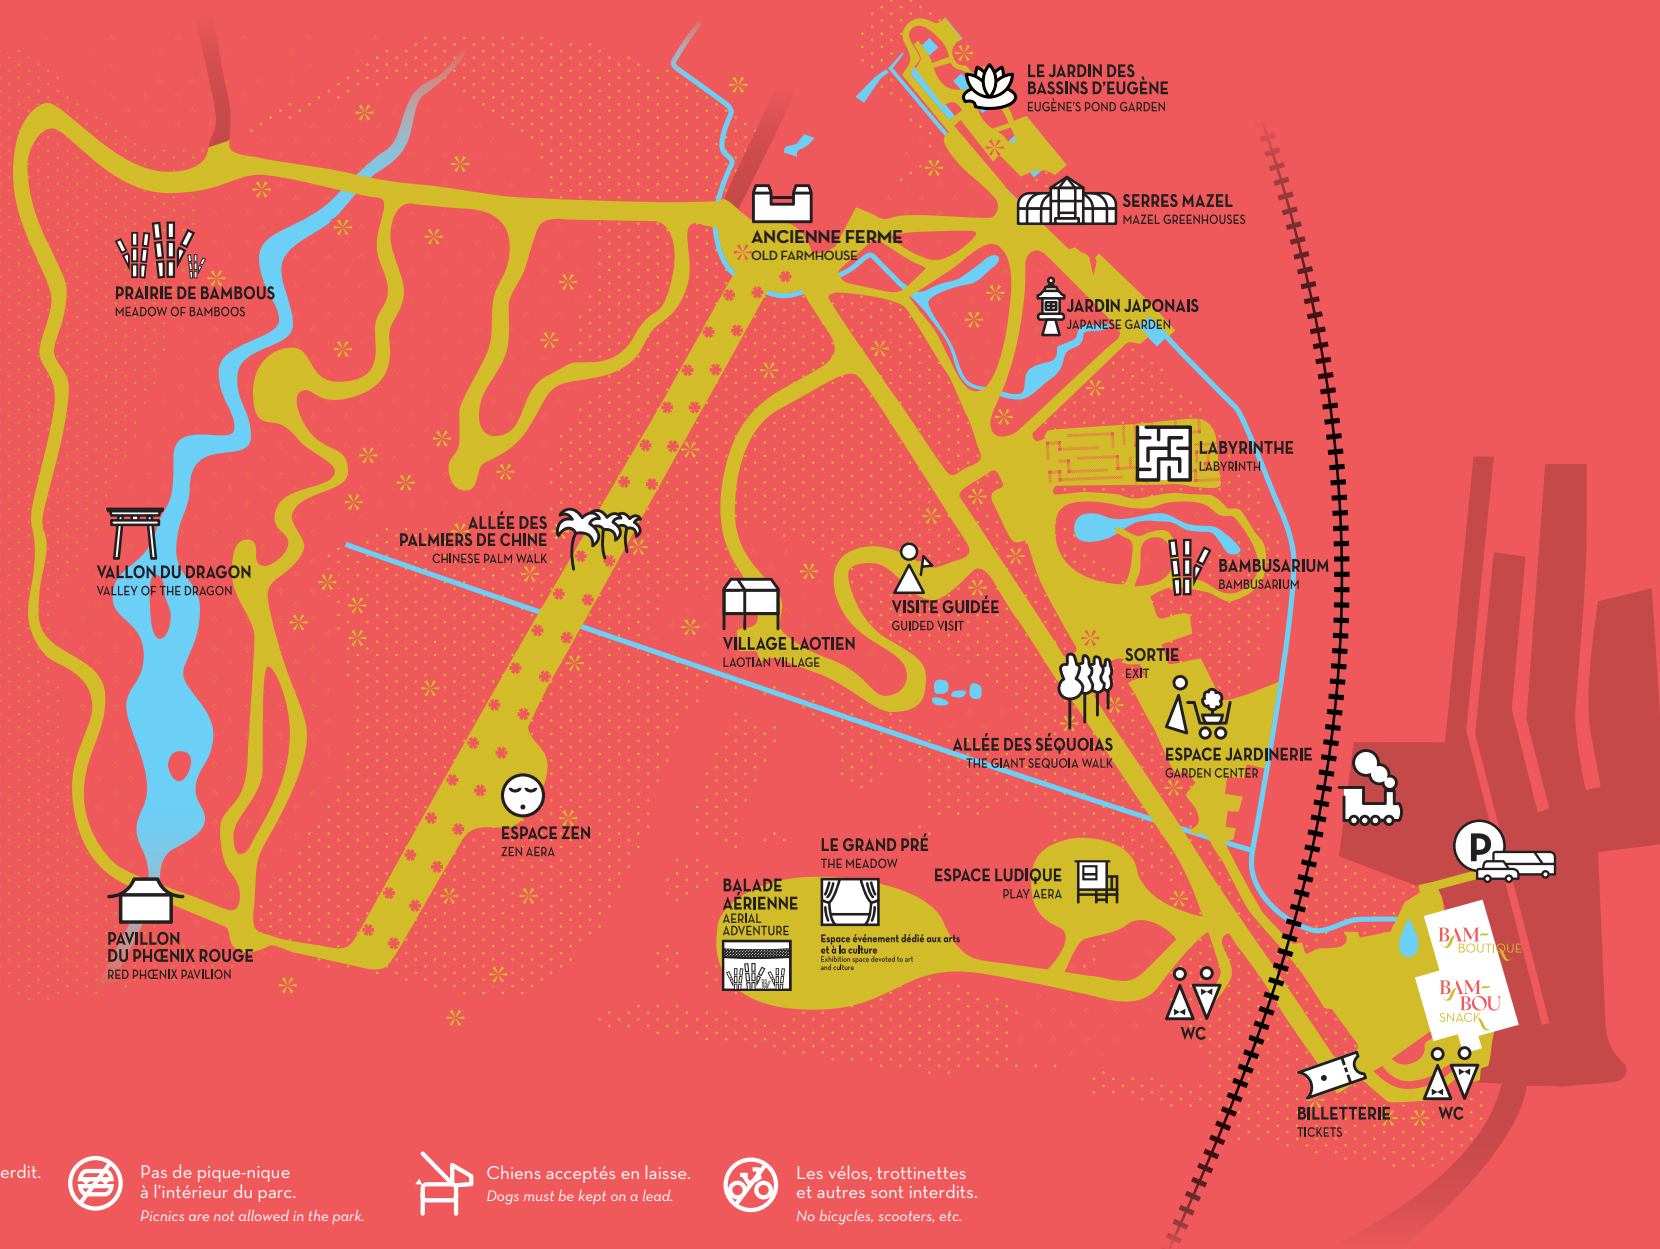 LE JARDIN DES
BASSINS D'EUGÈNE
EUGÈNE'S POND GARDEN
SERRES MAZEL
MAZEL GREENHOUSES
ANCIENNE FERME
OLD FARMHOUSE
PRAIRIE DE BAMBOUS
MEADOW OF BAMBOOS
JARDIN JAPONAIS
JAPANESE GARDEN
LABYRINTHE
LABYRINTH
ALLÉE DES
PALMIERS DE CHINE
CHINESE PALM WALK
VALLON DU DRAGON
VALLEY OF THE DRAGON
BAMBUSARIUM
BAMBUSARIUM
VISITE GUIDÉE
GUIDED VISIT
VILLAGE LAOTIEN
LAOTIAN VILLAGE
SORTIE
EXIT
ALLÉE DES SÉQUOIAS
THE GIANT SEQUOIA WALK
ESPACE JARDINERIE
GARDEN CENTER
ESPACE ZEN
ZEN AERA
P
LE GRAND PRÉ
THE MEADOW
BALADE
AÉRIENNE
AERIAL
ADVENTURE
ESPACE LUDIQUE
PLAY AERA
Espace événement dédié aux arts
et à la culture
Exhibition space devoted to art
and culture
PAVILLON
DU PHŒNIX ROUGE
RED PHŒNIX PAVILION
BAM-
BOUTIQUE
BAM-
BOU
SNACK
WC
BILLETTERIE
TICKETS
WC
erdit.
Pas de pique-nique
à l'intérieur du parc.
Picnics are not allowed in the park.
Chiens acceptés en laisse.
Dogs must be kept on a lead.
Les vélos, trottinettes
et autres sont interdits.
No bicycles, scooters, etc.